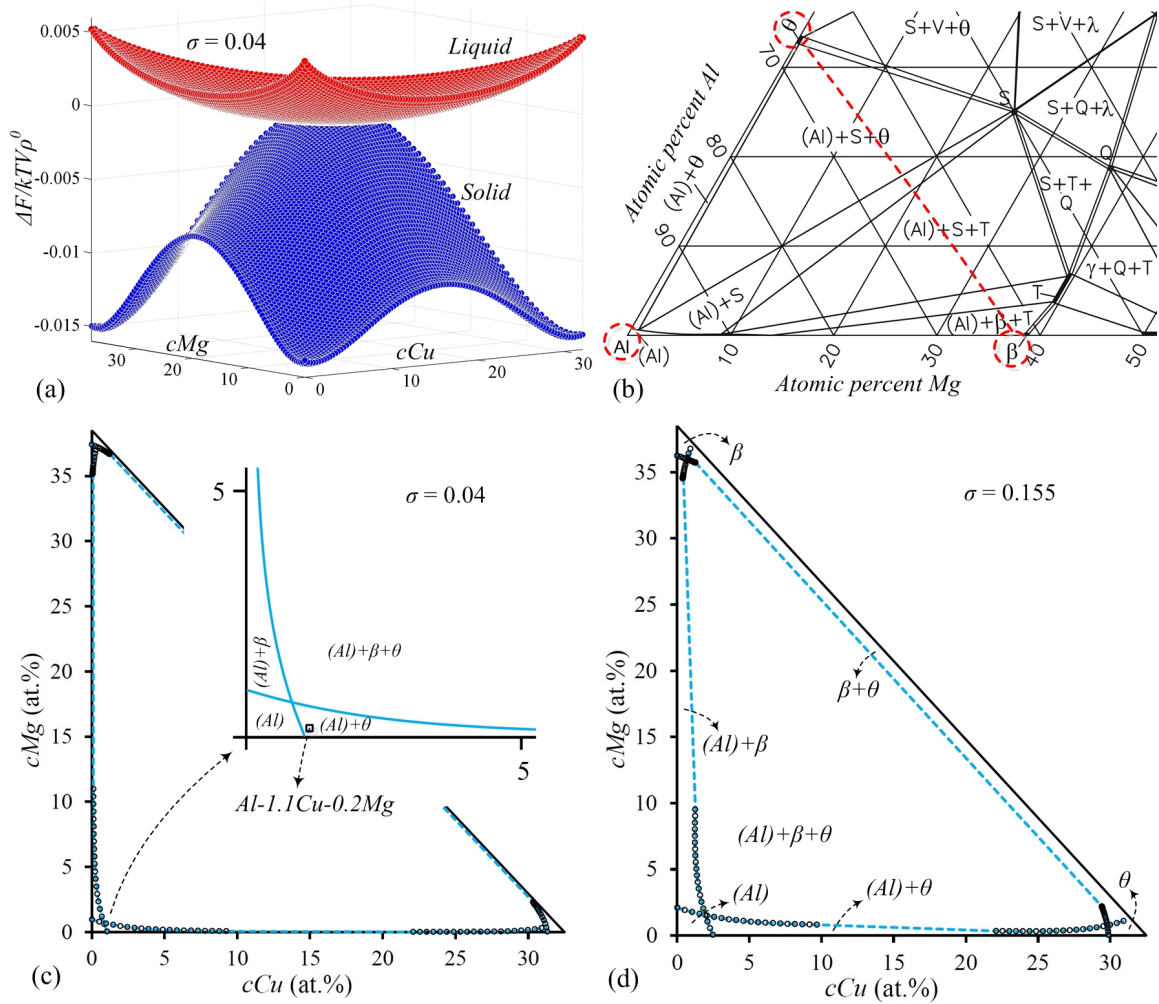 0.005
σ = 0.04
Liquid
0
-0.005
Solid
-0.01
-0.015
ΔF/kTVρ⁰
30
20
10
0
cMg
0
10
20
30
cCu
(a)
θ
S+V+θ
S+V+λ
70
S
S+Q+λ
(Al)+S+θ
80
Q
(Al)+θ
S+T+
Q
90
(Al)+S+T
γ+Q+T
T
(Al)+S
(Al)+β+T
Al
(Al)
β
10
20
30
40
50
Atomic percent Al
Atomic percent Mg
(b)
35
30
25
20
15
10
5
0
cMg (at.%)
5
σ = 0.04
(Al)+β
(Al)+β+θ
(Al)
(Al)+θ
5
Al-1.1Cu-0.2Mg
0
5
10
15
20
25
30
cCu (at.%)
(c)
35
30
25
20
15
10
5
0
cMg (at.%)
β
σ = 0.155
β+θ
(Al)+β
(Al)+β+θ
(Al)
(Al)+θ
θ
0
5
10
15
20
25
30
cCu (at.%)
(d)